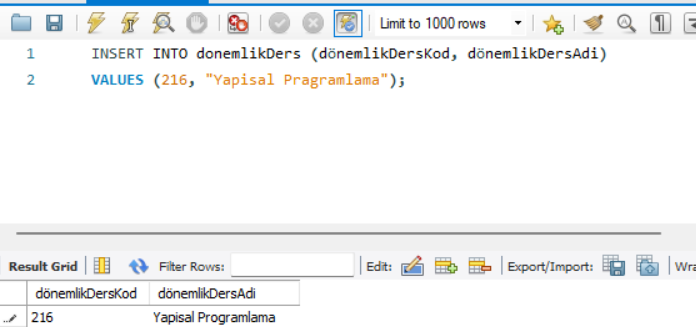 Limit to 1000 rows
1 INSERT INTO donemlikDers (dönemlikDersKod, dönemlikDersAdi)
2 VALUES (216, "Yapisal Pragramlama");
Result Grid Filter Rows: Edit: Export/Import: Wra
dönemlikDersKod dönemlikDersAdi
216 Yapisal Programlama